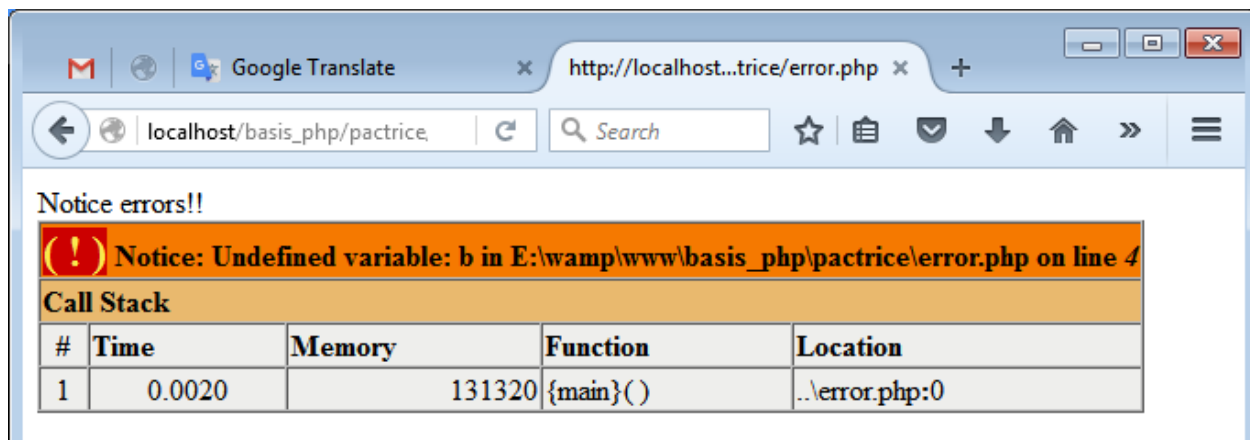 Google Translate
http://localhost...trice/error.php
localhost/basis_php/pactrice
Search
Notice errors!!
( ! ) Notice: Undefined variable: b in E:\wamp\www\basis_php\pactrice\error.php on line 4
Call Stack
# Time Memory Function Location
1 0.0020 131320 {main}( ) ..\error.php:0